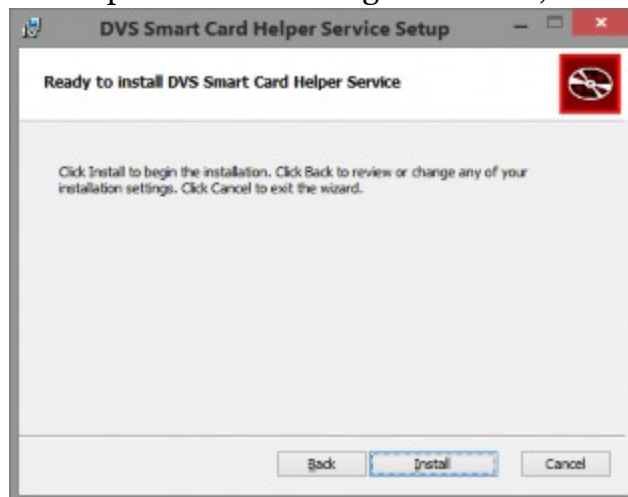 DVS Smart Card Helper Service Setup
Ready to install DVS Smart Card Helper Service
Click Install to begin the installation. Click Back to review or change any of your
installation settings. Click Cancel to exit the wizard.
Back Install Cancel